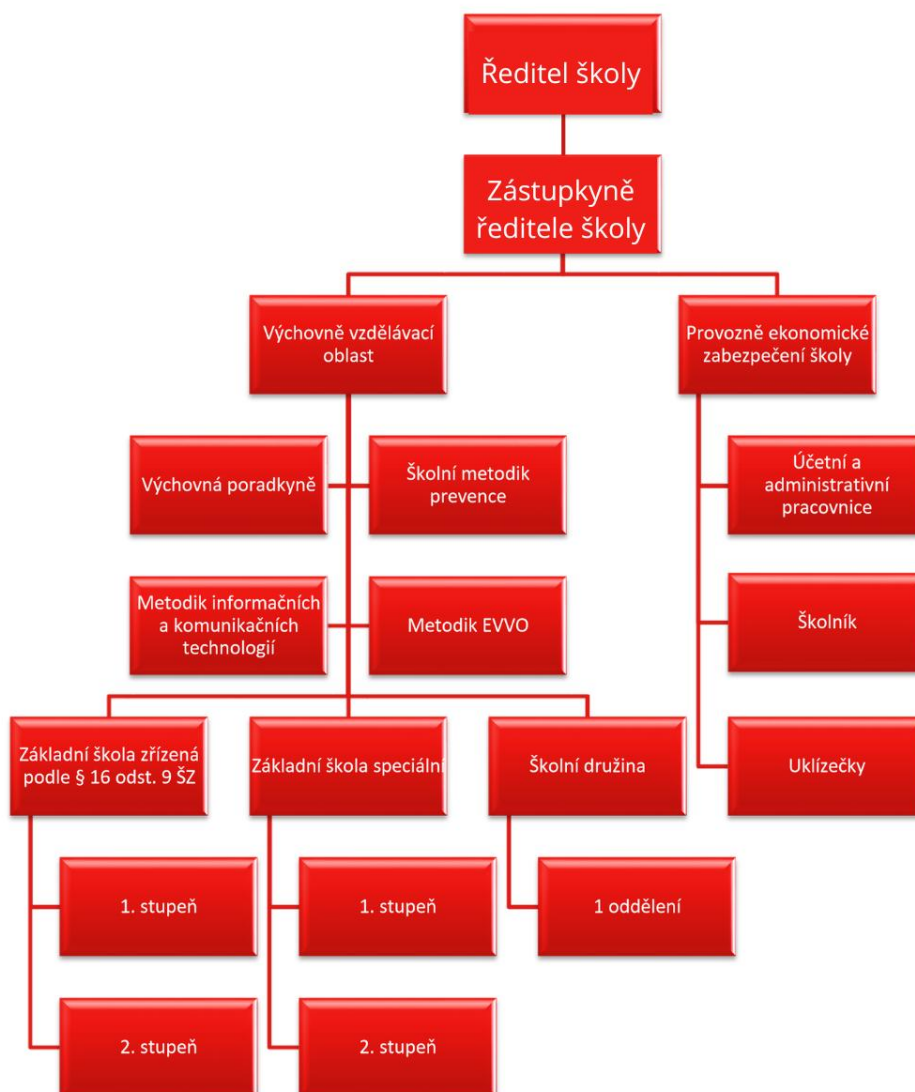 Ředitel školy
Zástupkyně
ředitele školy
Výchovně vzdělávací
oblast
Provozně ekonomické
zabezpečení školy
Výchovná poradkyně
Školní metodik
prevence
Účetní a
administrativní
pracovnice
Metodik informačních
a komunikačních
technologií
Metodik EVVO
Školník
Základní škola zřízená
podle § 16 odst. 9 ŠZ
Základní škola speciální
Školní družina
Uklízečky
1. stupeň
1. stupeň
1 oddělení
2. stupeň
2. stupeň